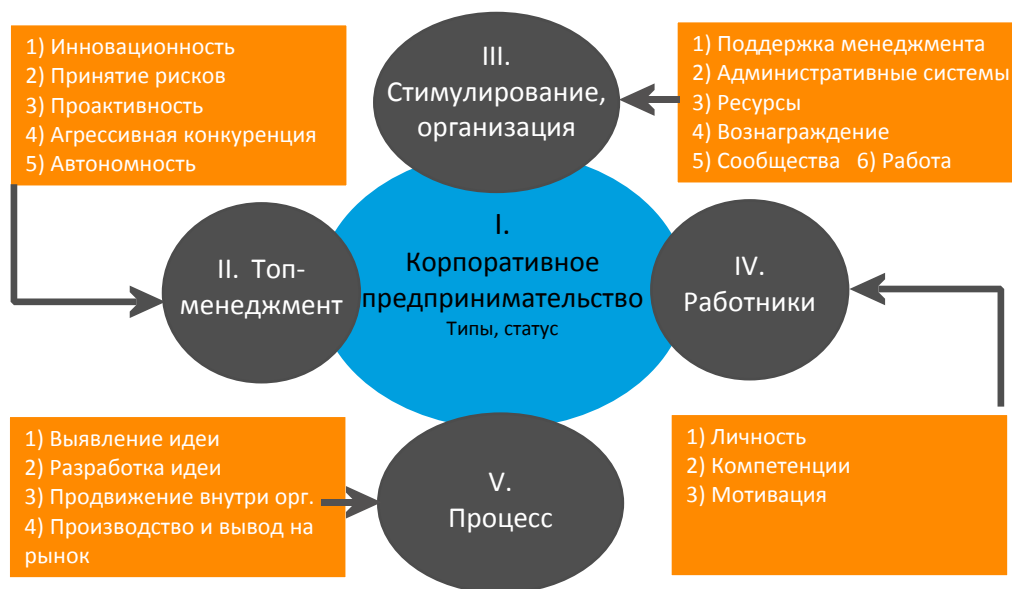 1) Инновационность
2) Принятие рисков
3) Проактивность
4) Агрессивная конкуренция
5) Автономность
III.
Стимулирование,
организация
1) Поддержка менеджмента
2) Административные системы
3) Ресурсы
4) Вознаграждение
5) Сообщества 6) Работа
II. Топ-
менеджмент
I.
Корпоративное
предпринимательство
Типы, статус
IV.
Работники
1) Выявление идеи
2) Разработка идеи
3) Продвижение внутри орг.
4) Производство и вывод на
рынок
V.
Процесс
1) Личность
2) Компетенции
3) Мотивация